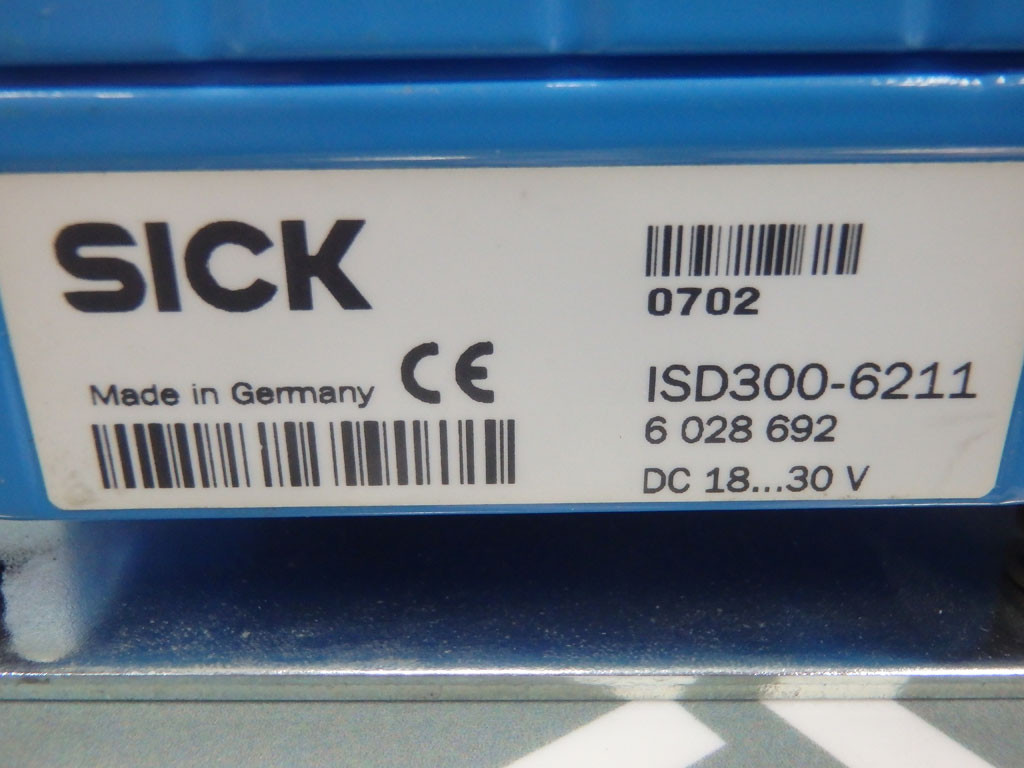 SICK
0702
Made in Germany CE
ISD300-6211
6 028 692
DC 18...30 V